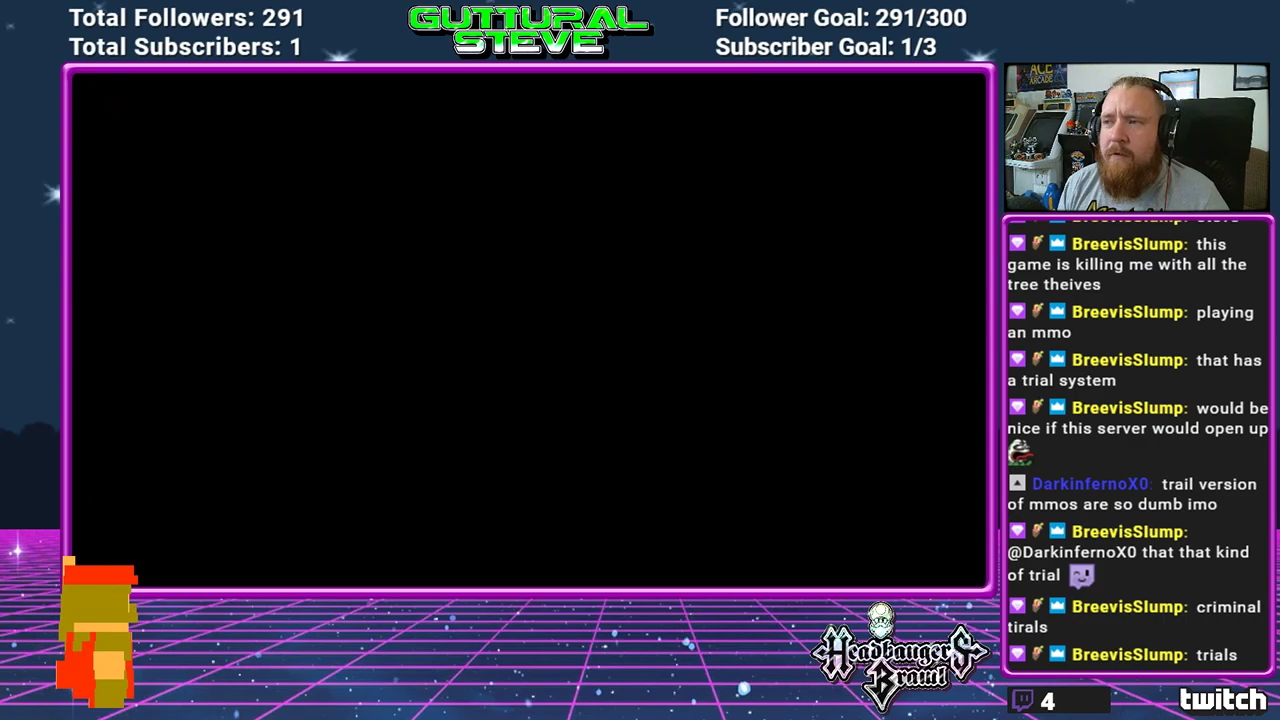 Total Followers: 291
Total Subscribers: 1
GUTTURAL
STEVE
Follower Goal: 291/300
Subscriber Goal: 1/3
ACE
ARCADE
BreevisSlump: this
game is killing me with all the
tree theives
BreevisSlump: playing
an mmo
BreevisSlump: that has
a trial system
BreevisSlump: would be
nice if this server would open up
DarkinfernoX0: trail version
of mmos are so dumb imo
BreevisSlump:
@DarkinfernoX0 that that kind
of trial
BreevisSlump: criminal
tirals
BreevisSlump: trials
Headbangers
Brawl
4
twitch